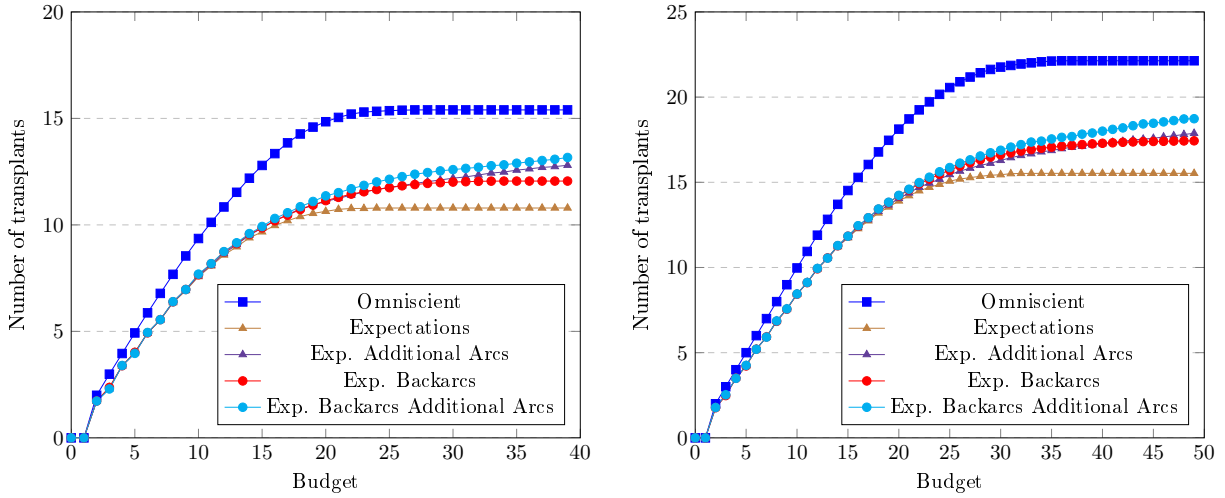 20
15
10
5
0
0 5 10 15 20 25 30 35 40
Number of transplants
Budget
Omniscient
Expectations
Exp. Additional Arcs
Exp. Backarcs
Exp. Backarcs Additional Arcs
25
20
15
10
5
0
0 5 10 15 20 25 30 35 40 45 50
Number of transplants
Budget
Omniscient
Expectations
Exp. Additional Arcs
Exp. Backarcs
Exp. Backarcs Additional Arcs